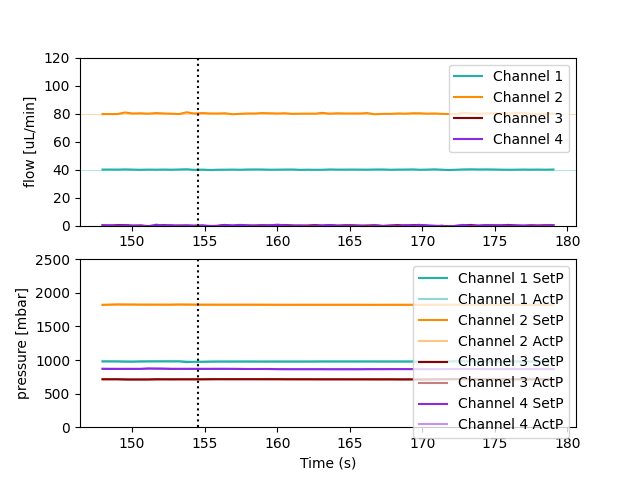 120
100
80
60
40
20
0
flow [uL/min]
Channel 1
Channel 2
Channel 3
Channel 4
150 155 160 165 170 175 180
2500
2000
1500
1000
500
0
pressure [mbar]
Channel 1 SetP
Channel 1 ActP
Channel 2 SetP
Channel 2 ActP
Channel 3 SetP
Channel 3 ActP
Channel 4 SetP
Channel 4 ActP
150 155 160 165 170 175 180
Time (s)